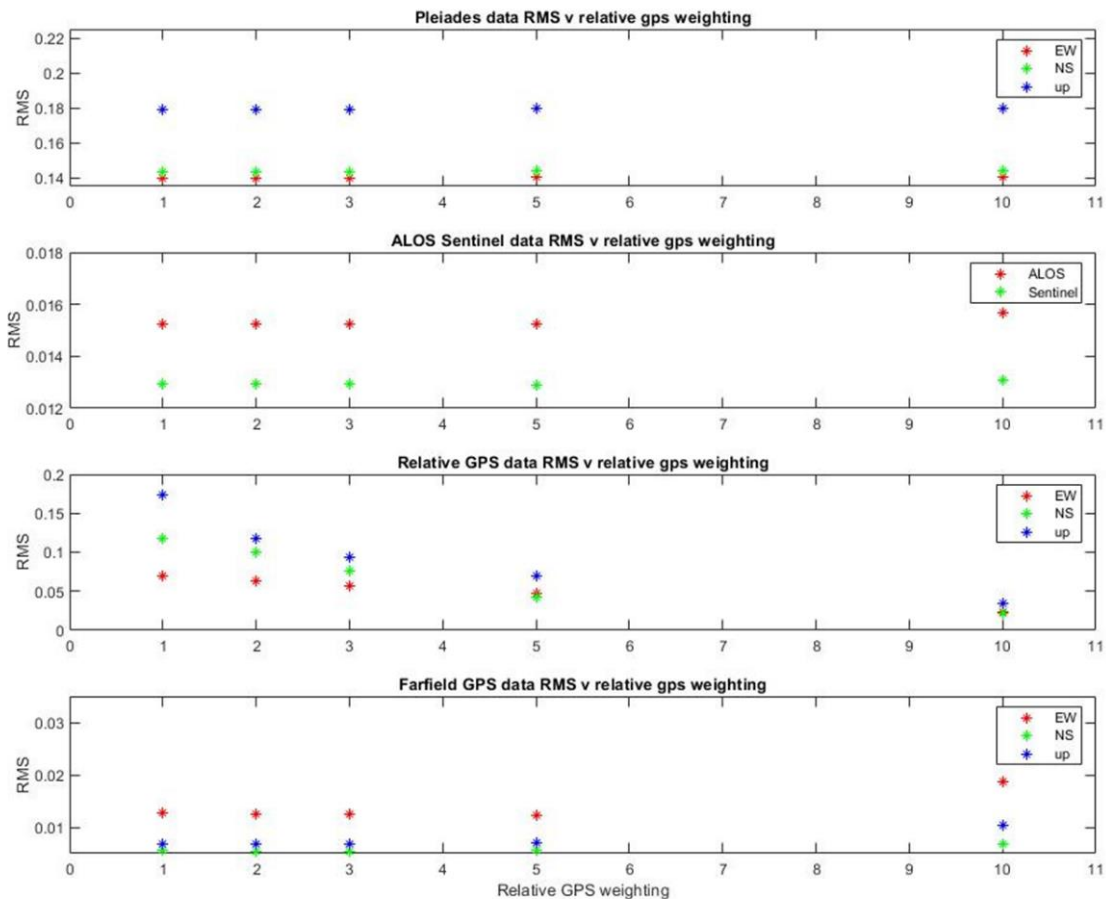 Pleiades data RMS v relative gps weighting
0.22
0.2
0.18
0.16
0.14
RMS
EW
NS
up
0 1 2 3 4 5 6 7 8 9 10 11
ALOS Sentinel data RMS v relative gps weighting
0.018
0.016
0.014
0.012
RMS
ALOS
Sentinel
0 1 2 3 4 5 6 7 8 9 10 11
Relative GPS data RMS v relative gps weighting
0.2
0.15
0.1
0.05
0
RMS
EW
NS
up
0 1 2 3 4 5 6 7 8 9 10 11
Farfield GPS data RMS v relative gps weighting
0.03
0.02
0.01
RMS
EW
NS
up
0 1 2 3 4 5 6 7 8 9 10 11
Relative GPS weighting